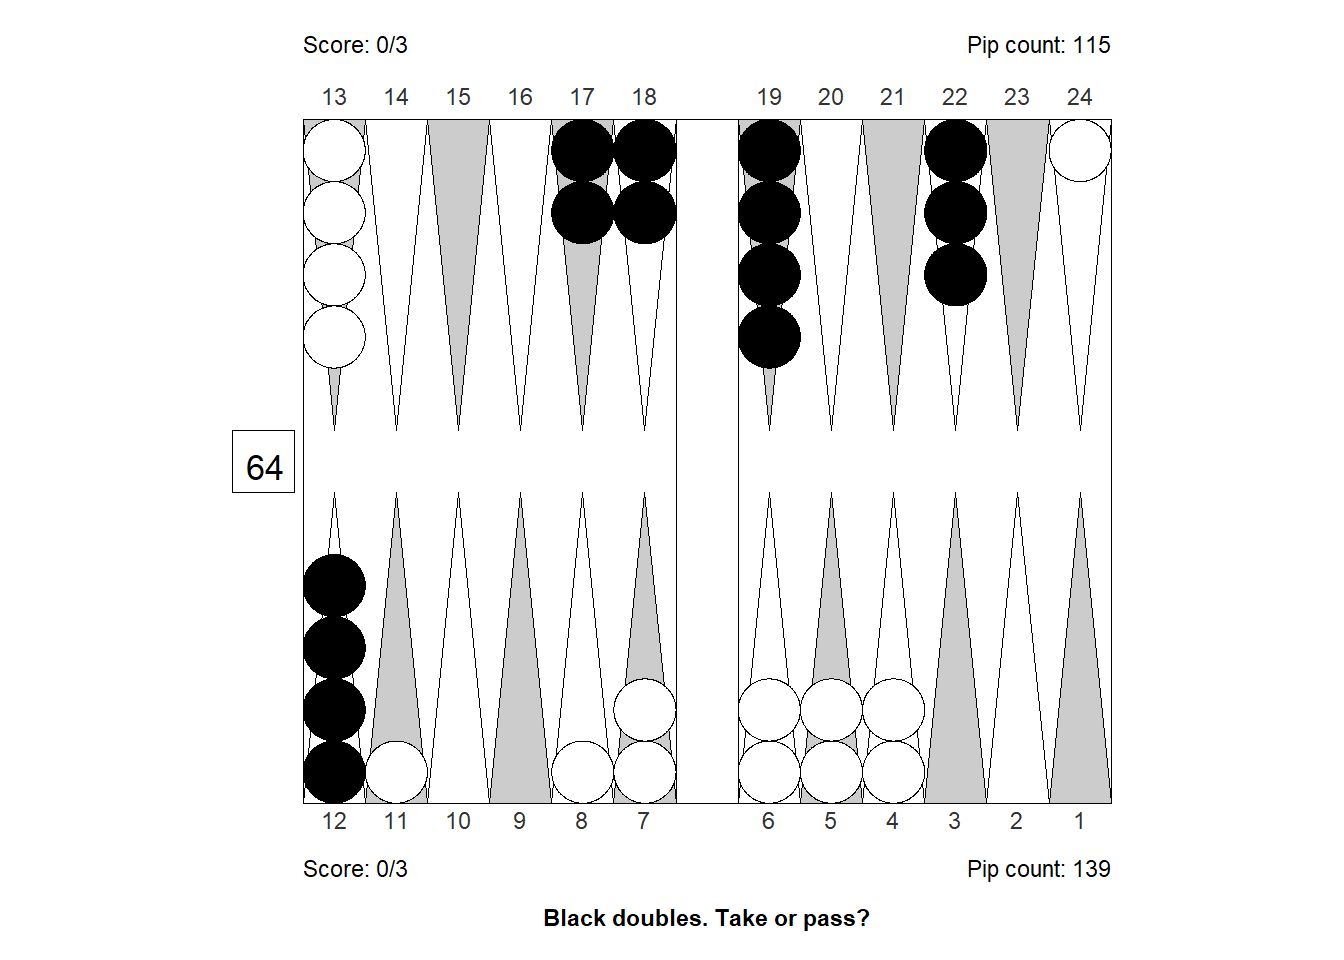 Score: 0/3 Pip count: 115
13 14 15 16 17 18 19 20 21 22 23 24
64
12 11 10 9 8 7 6 5 4 3 2 1
Score: 0/3 Pip count: 139
Black doubles. Take or pass?